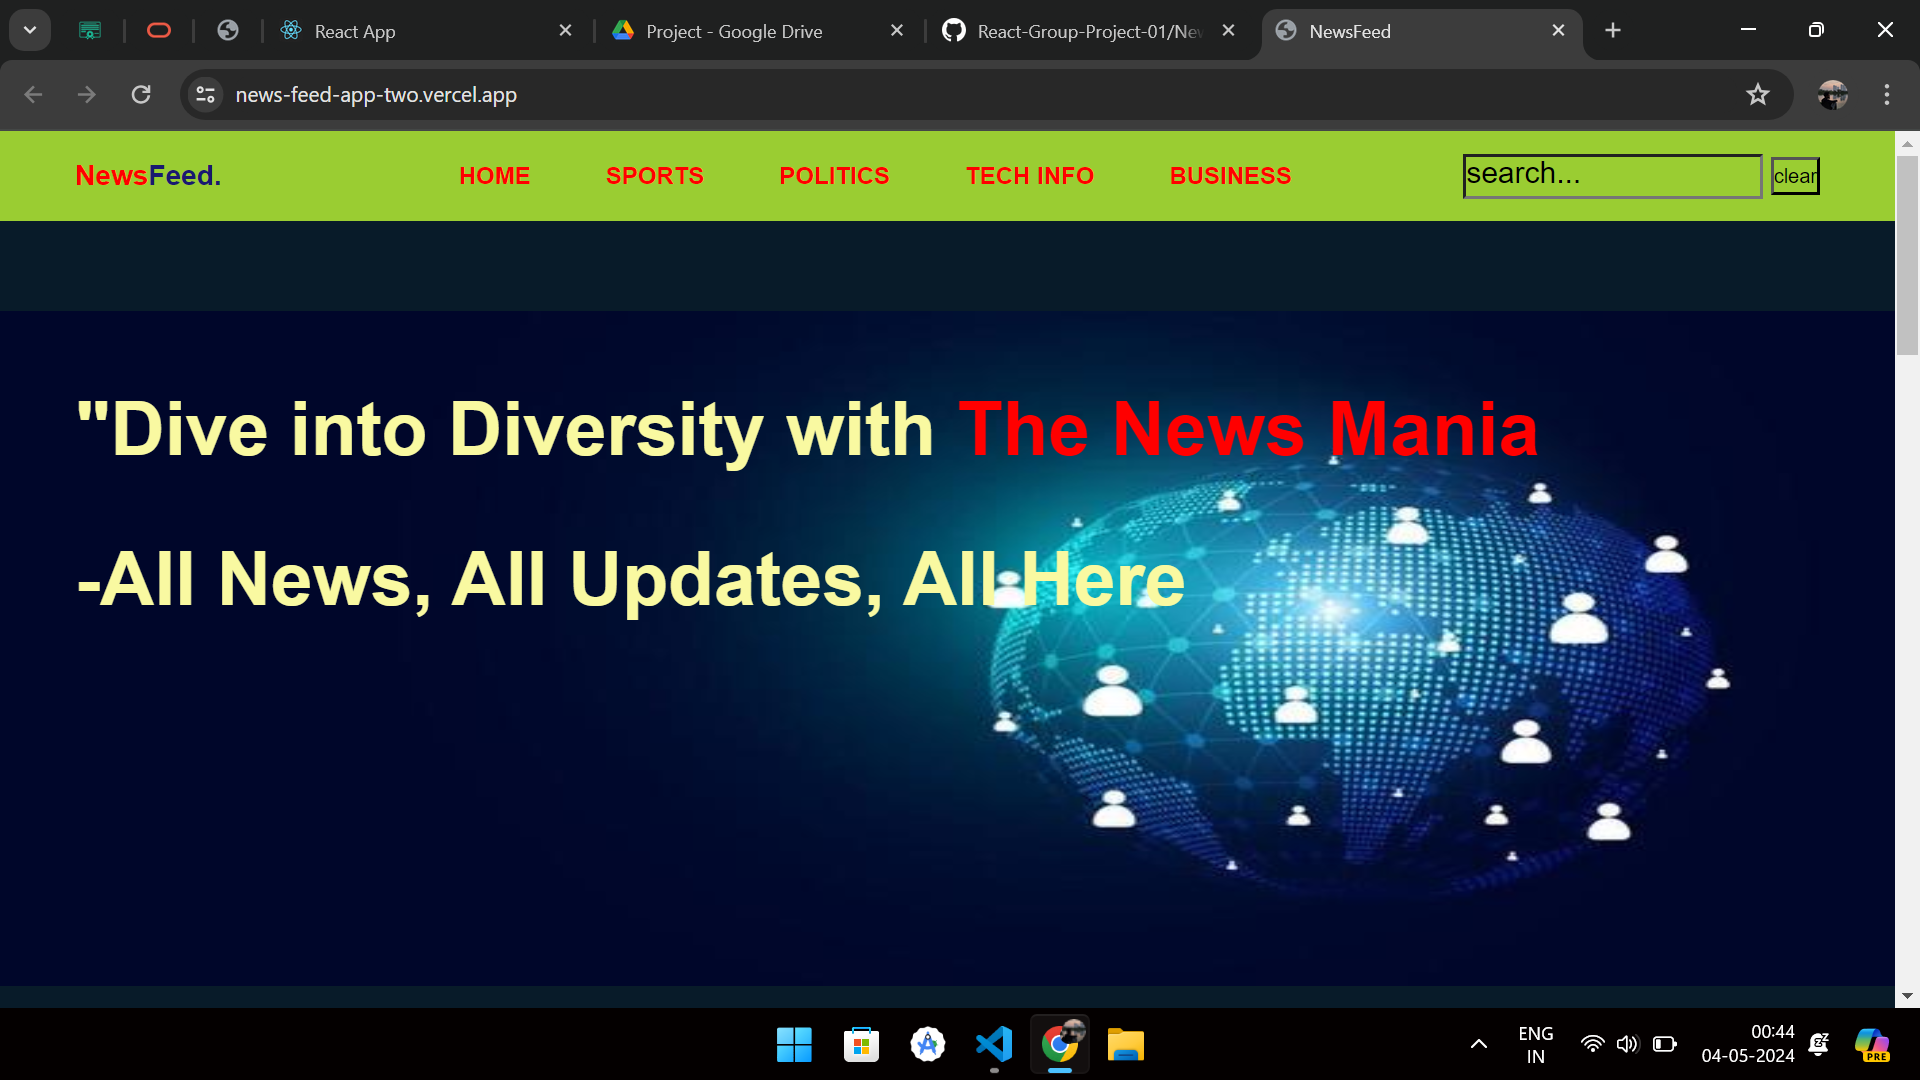 React App
Project - Google Drive
React-Group-Project-01/Nev
NewsFeed
news-feed-app-two.vercel.app
NewsFeed.
HOME
SPORTS
POLITICS
TECH INFO
BUSINESS
search...
clear
"Dive into Diversity with The News Mania
-All News, All Updates, All Here
ENG
IN
00:44
04-05-2024
PRE